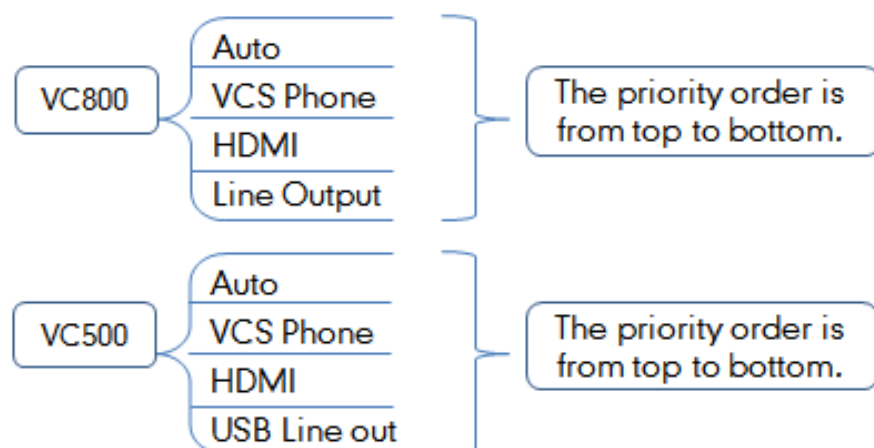 VC800
Auto
VCS Phone
HDMI
Line Output
The priority order is
from top to bottom.
VC500
Auto
VCS Phone
HDMI
USB Line out
The priority order is
from top to bottom.